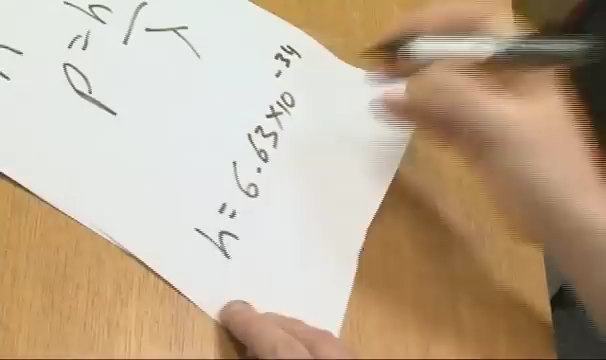 p = h/λ
h = 6.63 × 10⁻³⁴